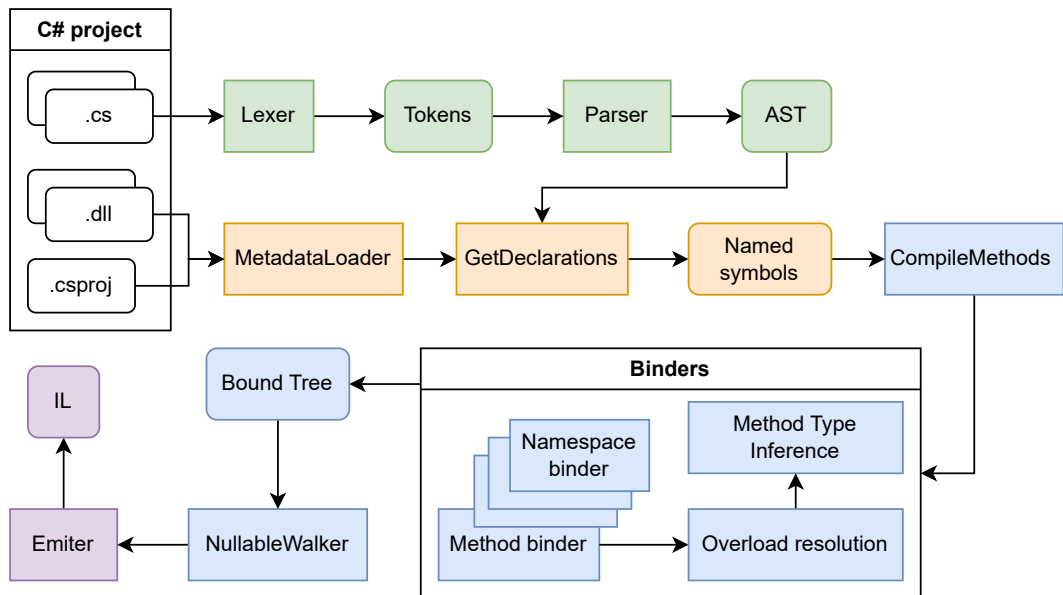 C# project
.cs
Lexer
Tokens
Parser
AST
.dll
.csproj
MetadataLoader
GetDeclarations
Named
symbols
CompileMethods
Binders
Namespace
binder
Method binder
Overload resolution
Method Type
Inference
Bound Tree
NullableWalker
Emiter
IL